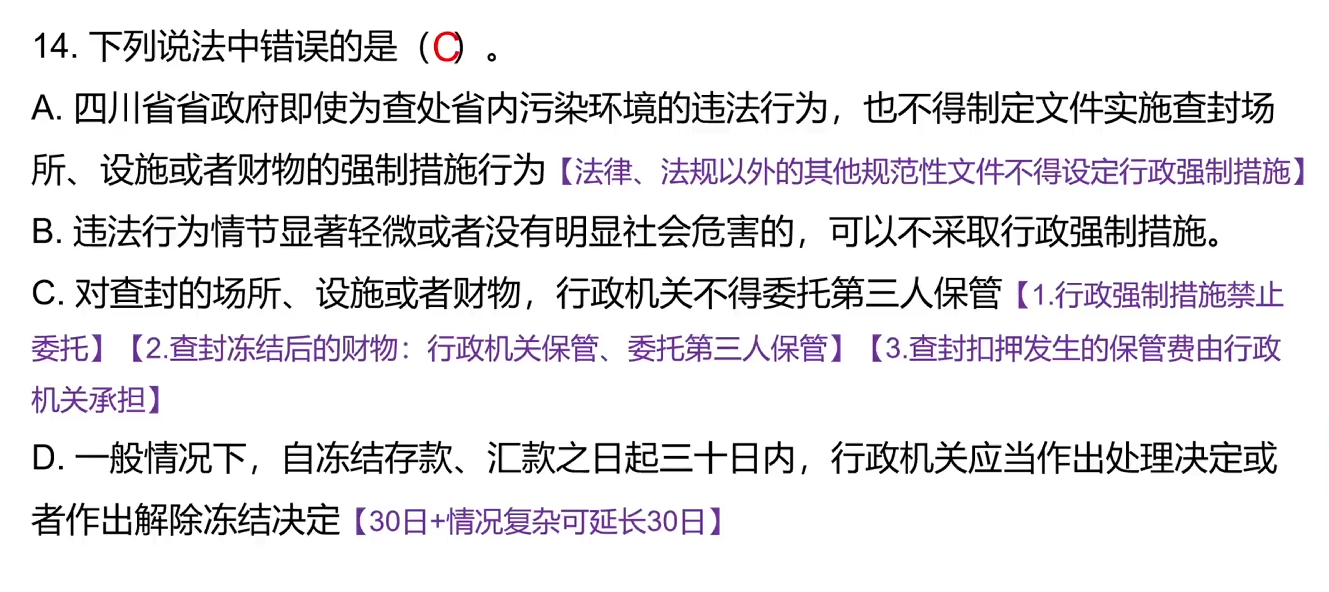 14. 下列说法中错误的是（C）。
A. 四川省省政府即使为查处省内污染环境的违法行为，也不得制定文件实施查封场
所、设施或者财物的强制措施行为【法律、法规以外的其他规范性文件不得设定行政强制措施】
B. 违法行为情节显著轻微或者没有明显社会危害的，可以不采取行政强制措施。
C. 对查封的场所、设施或者财物，行政机关不得委托第三人保管【1.行政强制措施禁止
委托】【2.查封冻结后的财物：行政机关保管、委托第三人保管】【3.查封扣押发生的保管费由行政
机关承担】
D. 一般情况下，自冻结存款、汇款之日起三十日内，行政机关应当作出处理决定或
者作出解除冻结决定【30日+情况复杂可延长30日】